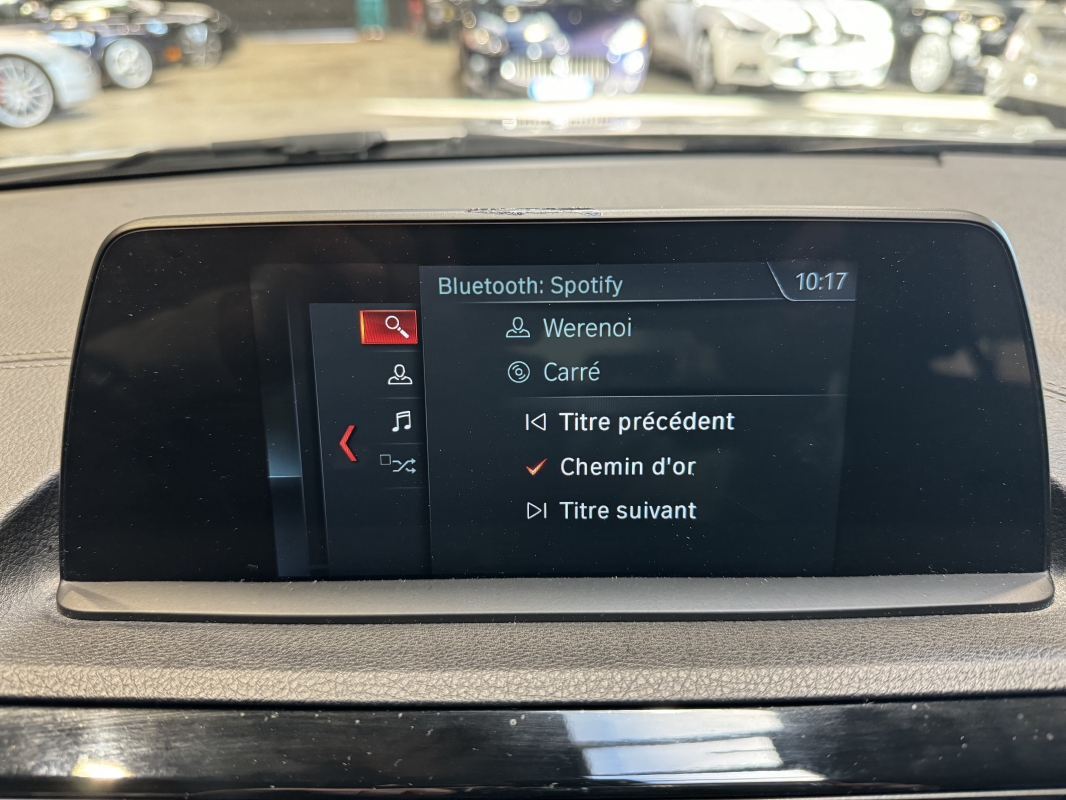 Bluetooth: Spotify
10:17
Werenoi
Carré
Titre précédent
Chemin d'or
Titre suivant